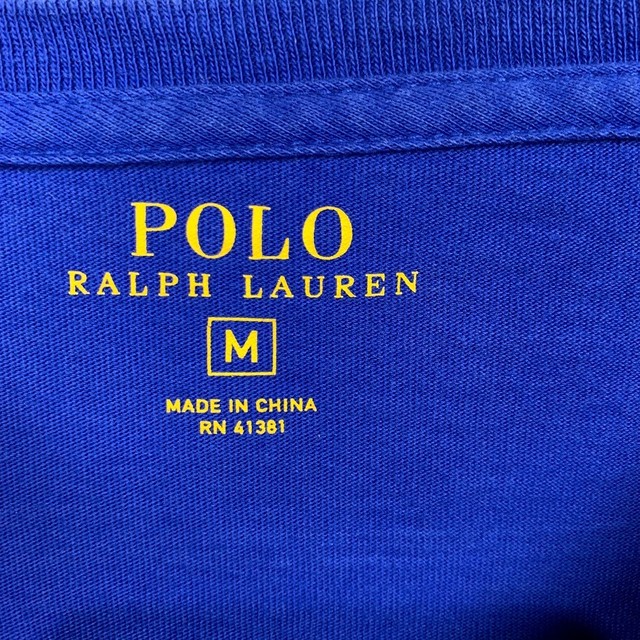 POLO
RALPH LAUREN
M
MADE IN CHINA
RN 41381